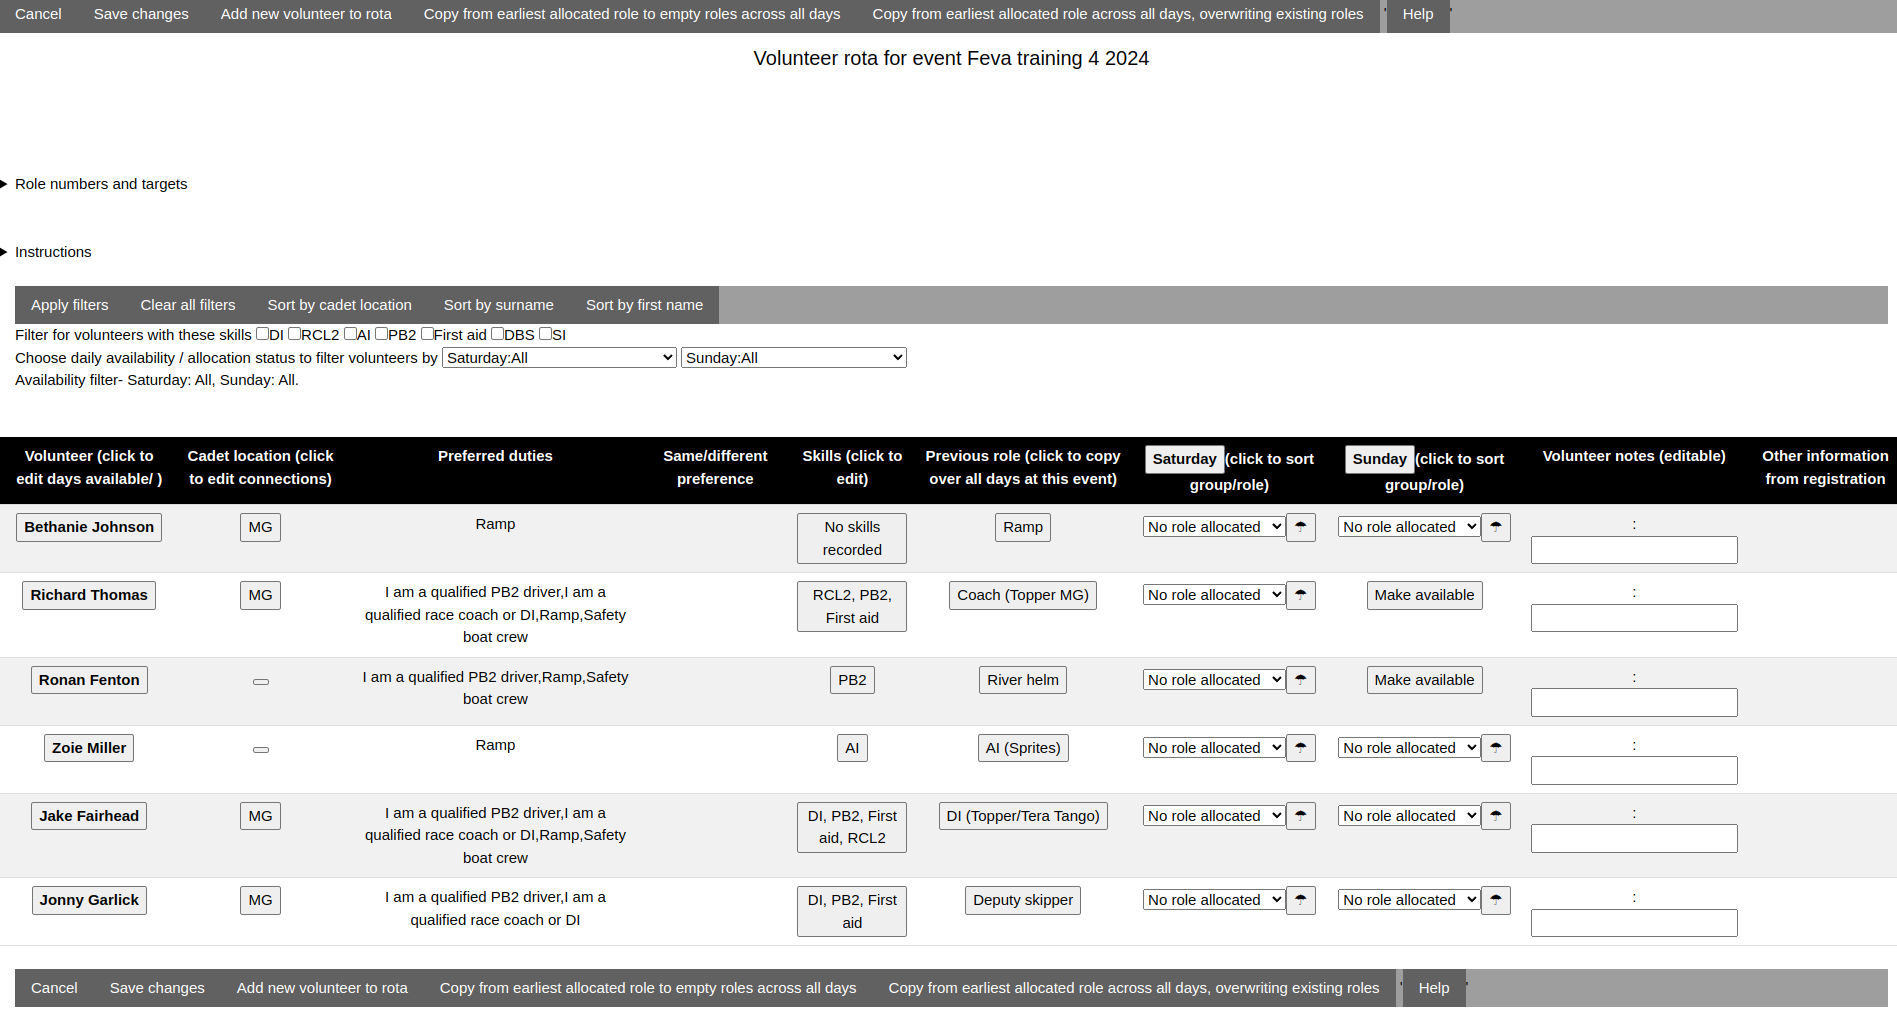 Cancel Save changes Add new volunteer to rota Copy from earliest allocated role to empty roles across all days Copy from earliest allocated role across all days, overwriting existing roles ' Help '
Volunteer rota for event Feva training 4 2024
Role numbers and targets
Instructions
Apply filters Clear all filters Sort by cadet location Sort by surname Sort by first name
Filter for volunteers with these skills DI RCL2 AI PB2 First aid DBS SI
Choose daily availability / allocation status to filter volunteers by Saturday:All Sunday:All
Availability filter- Saturday: All, Sunday: All.
Volunteer (click to edit days available/ ) Cadet location (click to edit connections) Preferred duties Same/different preference Skills (click to edit) Previous role (click to copy over all days at this event) Saturday (click to sort group/role) Sunday (click to sort group/role) Volunteer notes (editable) Other information from registration
Bethanie Johnson MG Ramp No skills recorded Ramp No role allocated ☂ No role allocated ☂ :
Richard Thomas MG I am a qualified PB2 driver,I am a qualified race coach or DI,Ramp,Safety boat crew RCL2, PB2, First aid Coach (Topper MG) No role allocated ☂ Make available :
Ronan Fenton I am a qualified PB2 driver,Ramp,Safety boat crew PB2 River helm No role allocated ☂ Make available :
Zoie Miller Ramp AI AI (Sprites) No role allocated ☂ No role allocated ☂ :
Jake Fairhead MG I am a qualified PB2 driver,I am a qualified race coach or DI,Ramp,Safety boat crew DI, PB2, First aid, RCL2 DI (Topper/Tera Tango) No role allocated ☂ No role allocated ☂ :
Jonny Garlick MG I am a qualified PB2 driver,I am a qualified race coach or DI DI, PB2, First aid Deputy skipper No role allocated ☂ No role allocated ☂ :
Cancel Save changes Add new volunteer to rota Copy from earliest allocated role to empty roles across all days Copy from earliest allocated role across all days, overwriting existing roles ' Help '